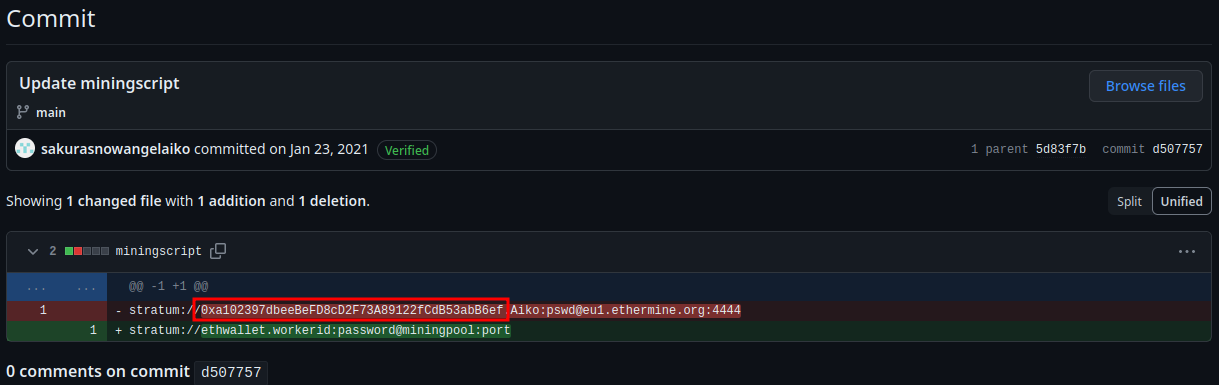 Commit
Update miningscript
Browse files
main
sakurasnowangelaiko committed on Jan 23, 2021 Verified 1 parent 5d83f7b commit d507757
Showing 1 changed file with 1 addition and 1 deletion. Split Unified
2 miningscript ...
... ... @@ -1 +1 @@
1 - stratum://0xa102397dbeeBeFD8cD2F73A89122fCdB53abB6ef.Aiko:pswd@eu1.ethermine.org:4444
1 + stratum://ethwallet.workerid:password@miningpool:port
0 comments on commit d507757